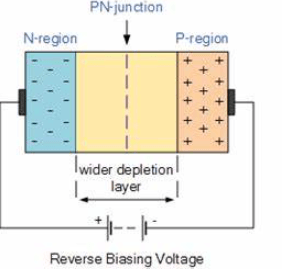 PN-junction
N-region
P-region
wider depletion
layer
+ -
Reverse Biasing Voltage